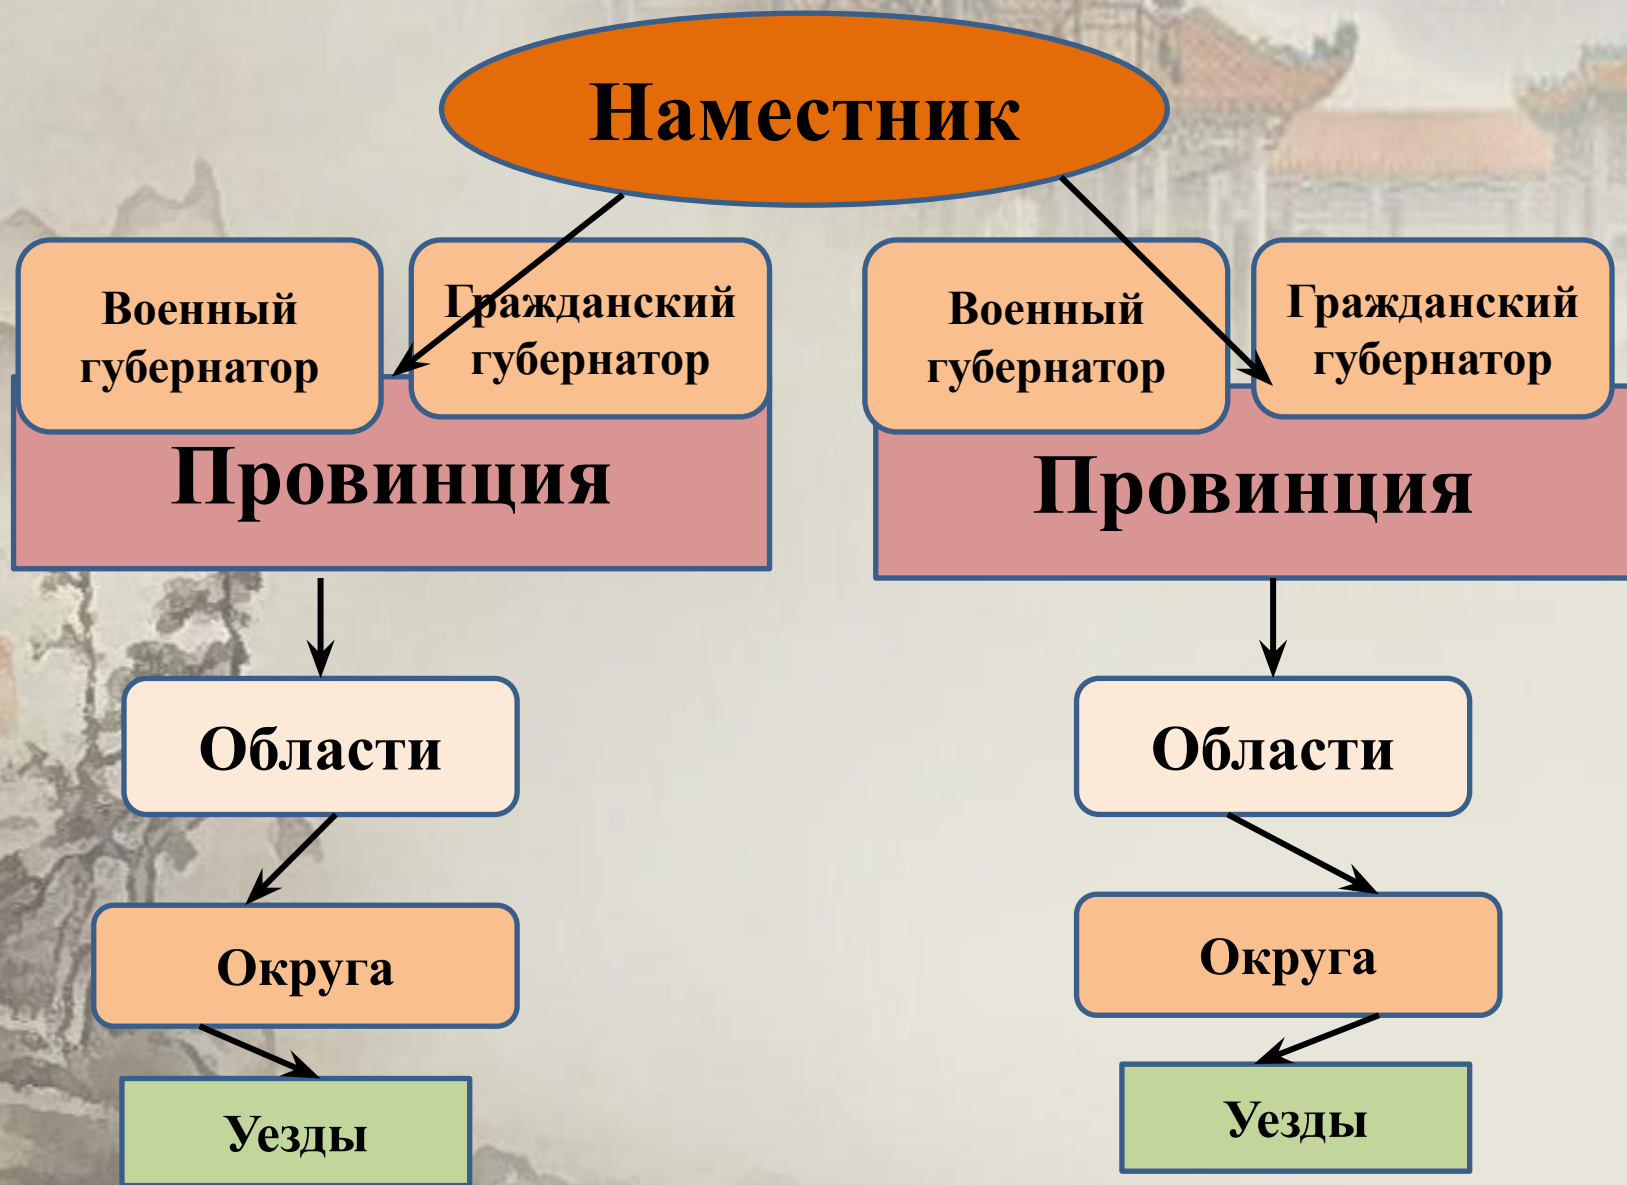 Наместник
Военный
губернатор
Гражданский
губернатор
Военный
губернатор
Гражданский
губернатор
Провинция
Провинция
Области
Области
Округа
Округа
Уезды
Уезды